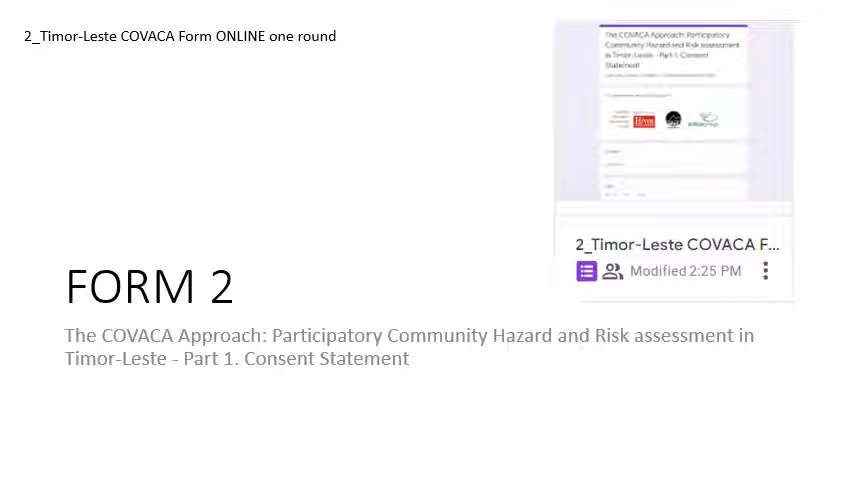 2_Timor-Leste COVACA Form ONLINE one round
The COVACA Approach: Participatory
Community Hazard and Risk assessment
in Timor-Leste - Part 1. Consent
Statement
2_Timor-Leste COVACA F...
Modified 2:25 PM
FORM 2
The COVACA Approach: Participatory Community Hazard and Risk assessment in
Timor-Leste - Part 1. Consent Statement